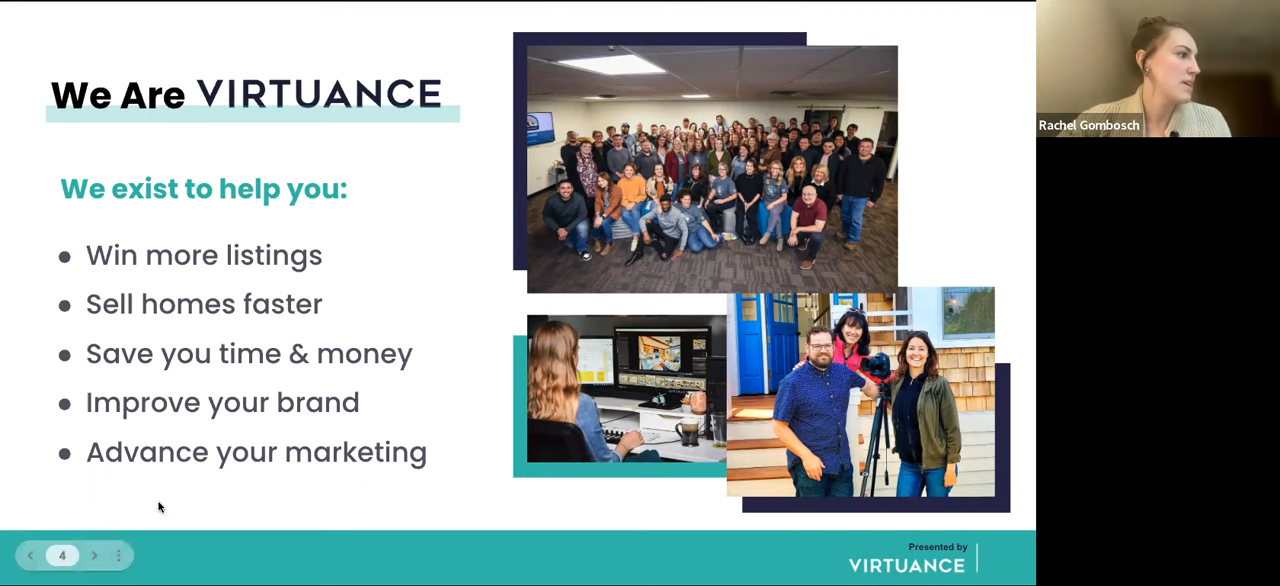 We Are VIRTUANCE
We exist to help you:
● Win more listings
● Sell homes faster
● Save you time & money
● Improve your brand
● Advance your marketing
4
Presented by
VIRTUANCE
Rachel Gombosch